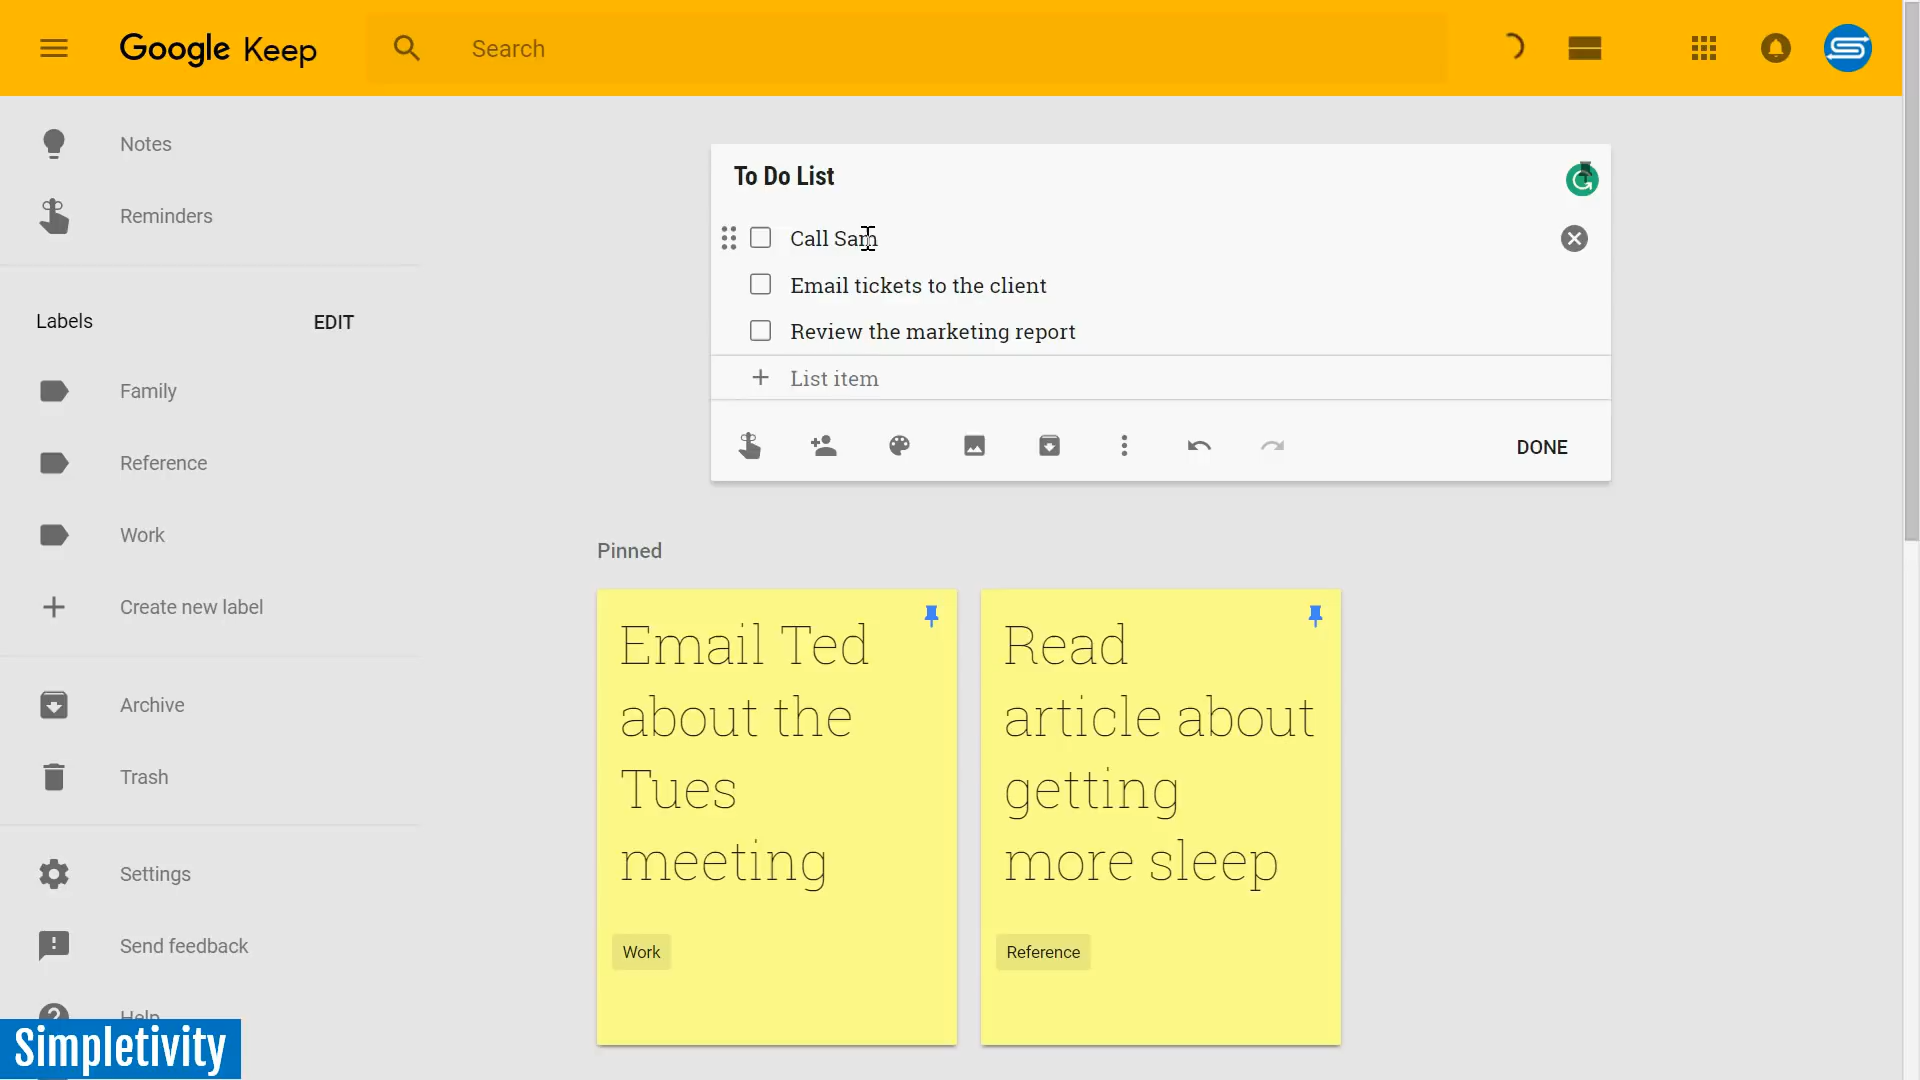 Google Keep
Search
Notes
Reminders
Labels
EDIT
Family
Reference
Work
Create new label
Archive
Trash
Settings
Send feedback
Help
To Do List
Call Sam
Email tickets to the client
Review the marketing report
List item
DONE
Pinned
Email Ted
about the
Tues
meeting
Work
Read
article about
getting
more sleep
Reference
Simpletivity